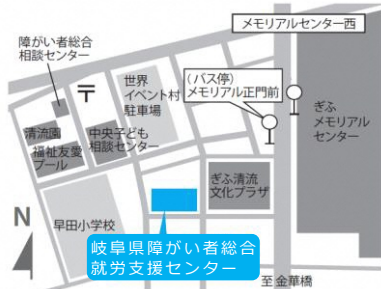 メモリアルセンター西
障がい者総合
相談センター
〒
世界
イベント村
駐車場
(バス停)
メモリアル正門前
ぎふ
メモリアル
センター
清流園
福祉友愛
プール
中央子ども
相談センター
ぎふ清流
文化プラザ
N
早田小学校
岐阜県障がい者総合
就労支援センター
至 金華橋